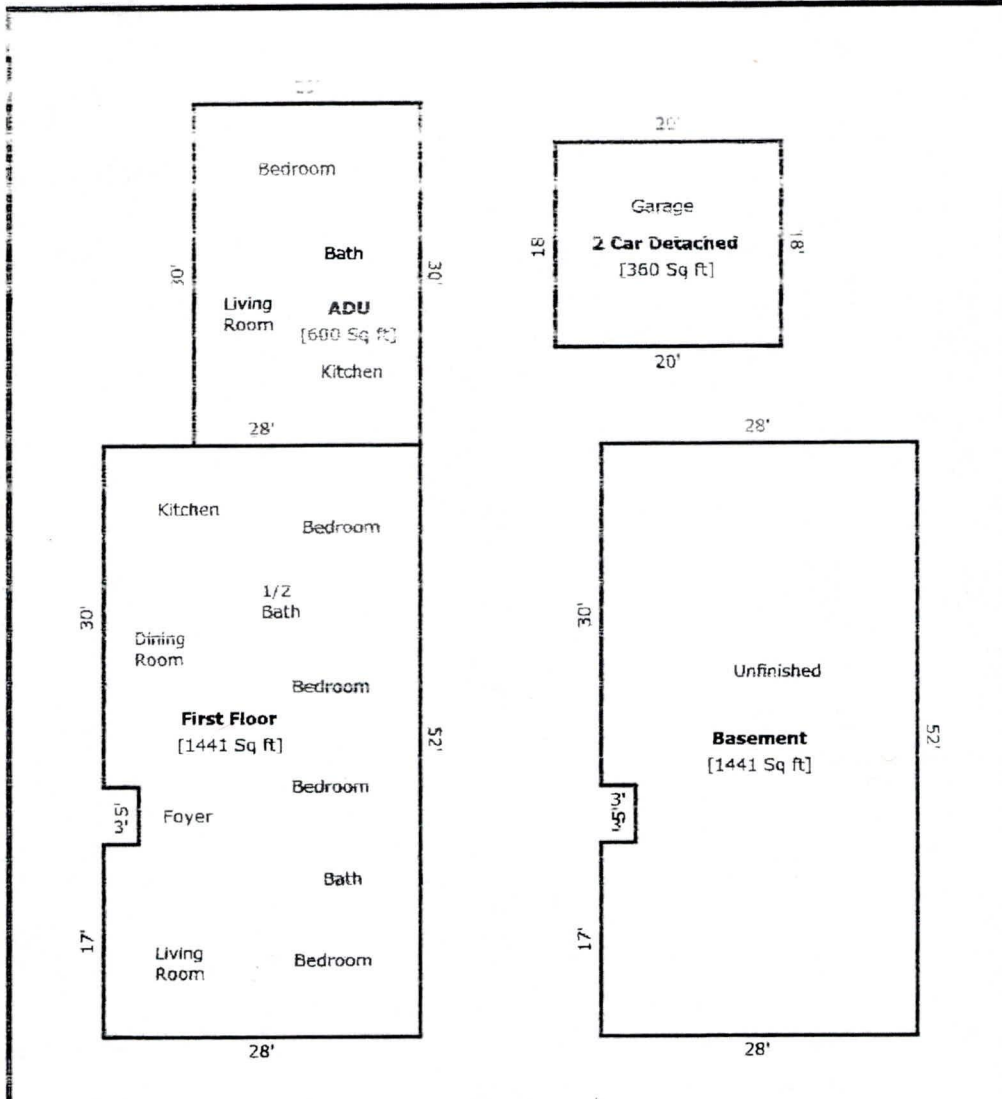 Bedroom
30'
Bath
30'
Living
Room
ADU
[600 Sq ft]
Kitchen
20'
Garage
18
2 Car Detached
[360 Sq ft]
18'
20'
28'
Kitchen
Bedroom
1/2
Bath
30'
Dining
Room
Bedroom
First Floor
[1441 Sq ft]
52'
Bedroom
5'
3'
Foyer
Bath
17'
Living
Room
Bedroom
28'
28'
30'
Unfinished
Basement
[1441 Sq ft]
52'
3'
5'
17'
28'